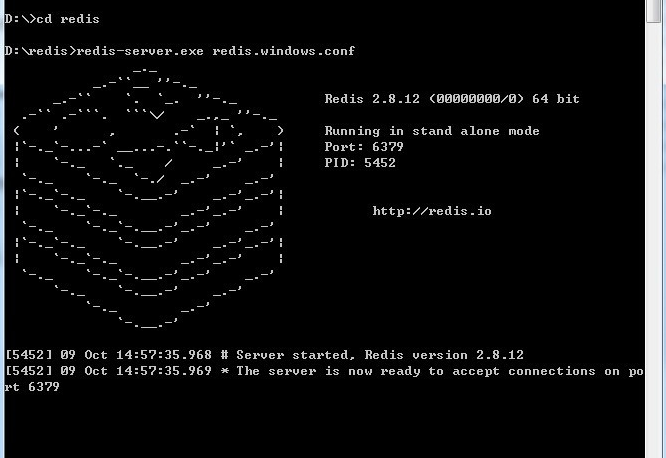 D:\>cd redis
D:\redis>redis-server.exe redis.windows.conf
Redis 2.8.12 (00000000/0) 64 bit
Running in stand alone mode
Port: 6379
PID: 5452
http://redis.io
[5452] 09 Oct 14:57:35.968 # Server started, Redis version 2.8.12
[5452] 09 Oct 14:57:35.969 * The server is now ready to accept connections on po
rt 6379